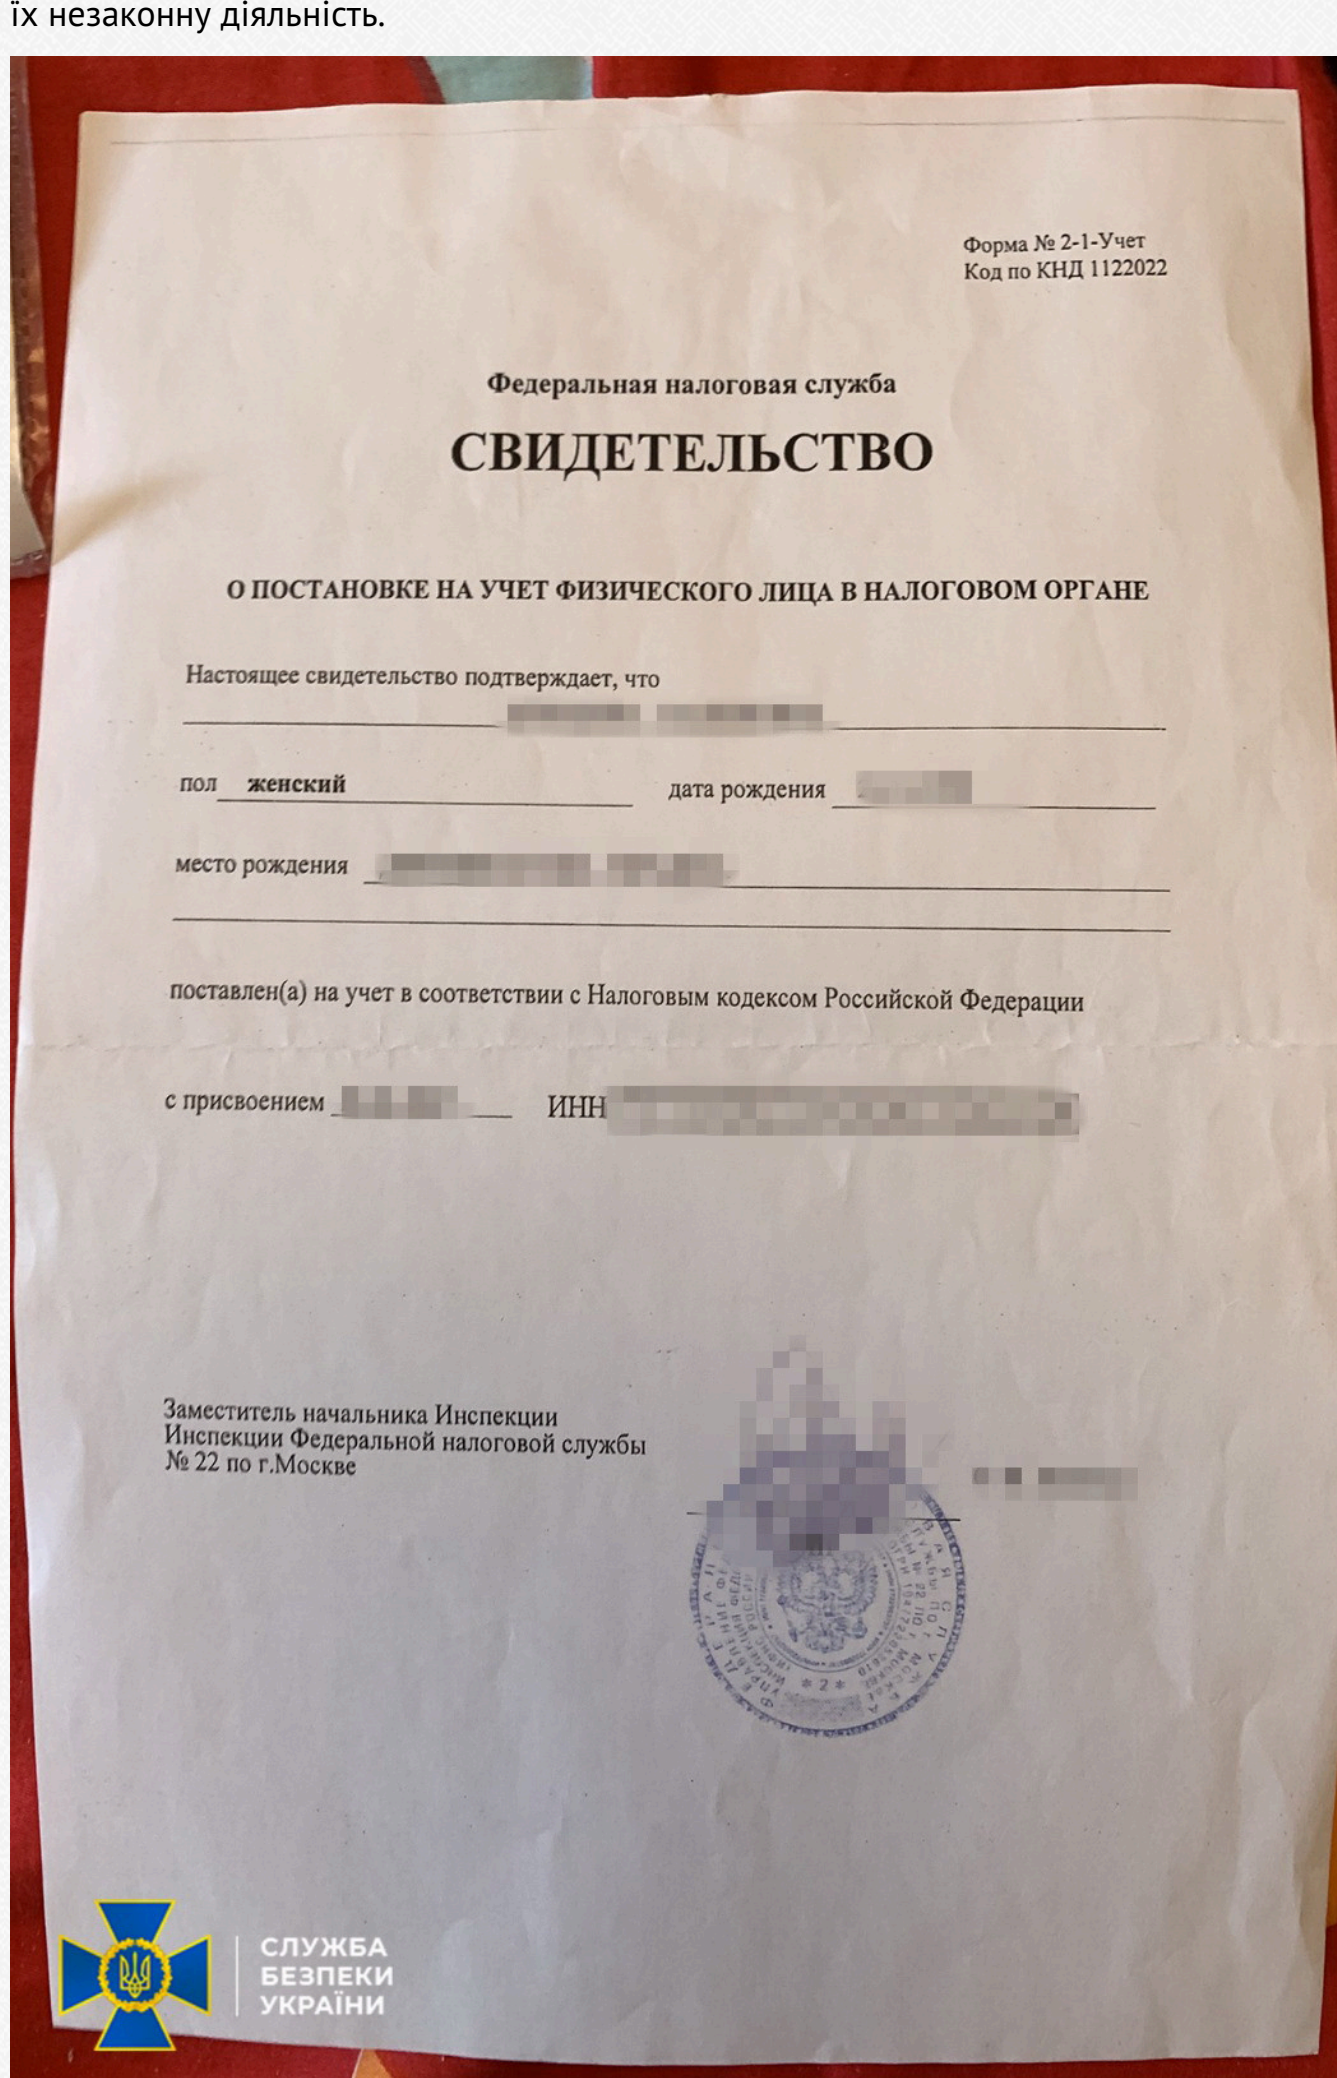 їх незаконну діяльність.
Форма № 2-1-Учет
Код по КНД 1122022
Федеральная налоговая служба
СВИДЕТЕЛЬСТВО
О ПОСТАНОВКЕ НА УЧЕТ ФИЗИЧЕСКОГО ЛИЦА В НАЛОГОВОМ ОРГАНЕ
Настоящее свидетельство подтверждает, что
пол женский дата рождения
место рождения
поставлен(а) на учет в соответствии с Налоговым кодексом Российской Федерации
с присвоением ИНН
Заместитель начальника Инспекции
Инспекции Федеральной налоговой службы
№ 22 по г.Москве
* 2 *
СЛУЖБА
БЕЗПЕКИ
УКРАЇНИ